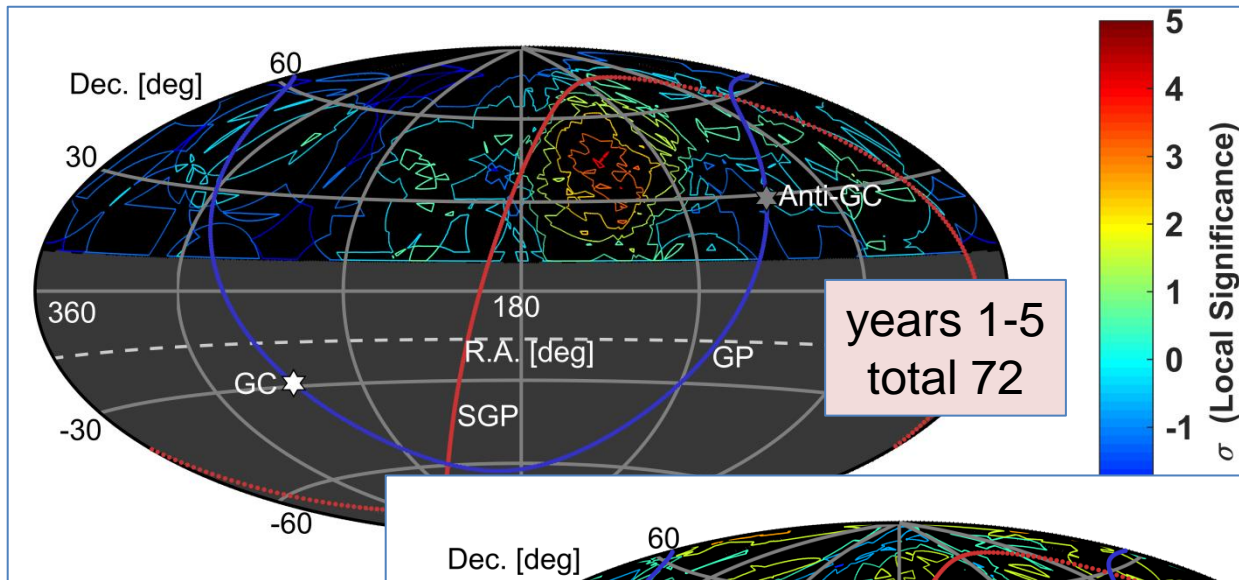 60
Dec. [deg]
30
Anti-GC
360
180
R.A. [deg]
GP
GC
SGP
-30
-60
years 1-5
total 72
5
4
3
2
1
0
-1
σ (Local Significance)
60
Dec. [deg]